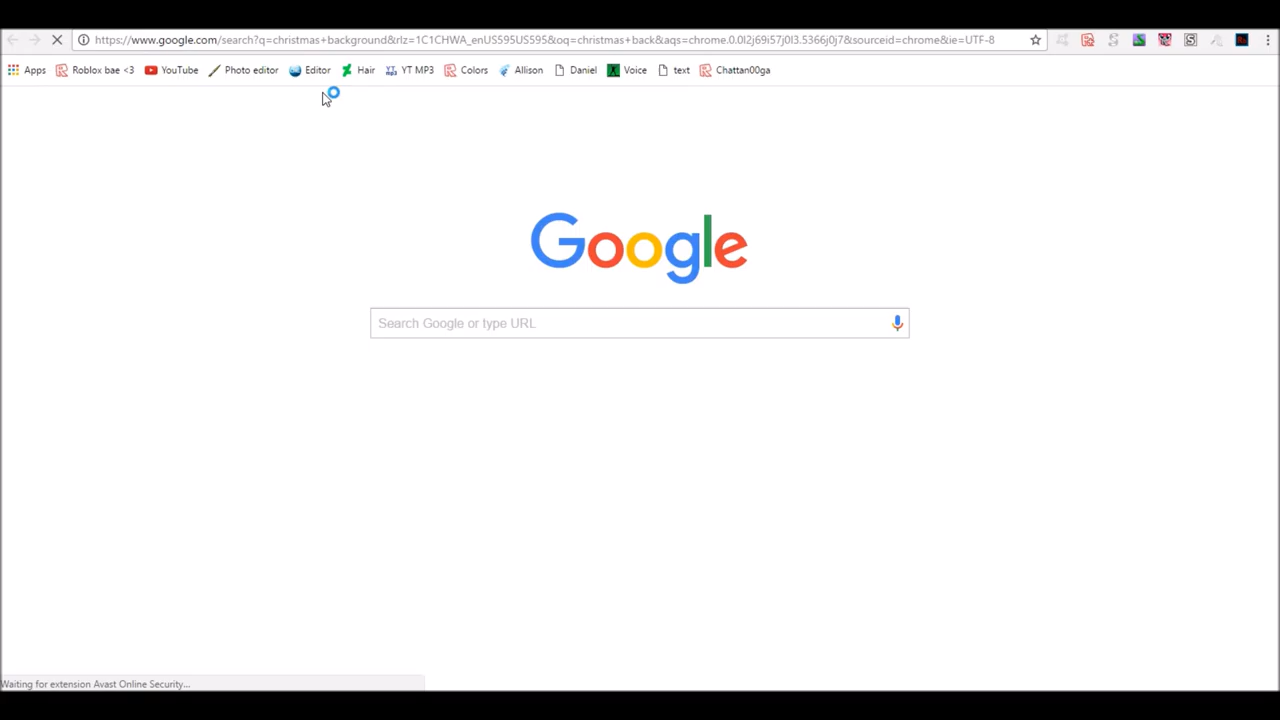 https://www.google.com/search?q=christmas+background&rlz=1C1CHWA_enUS595US595&oq=christmas+back&aqs=chrome.0.0l2j69i57j0l3.5366j0j7&sourceid=chrome&ie=UTF-8
Apps Roblox bae <3 YouTube Photo editor Editor Hair YT MP3 Colors Allison Daniel Voice text Chattan00ga
Google
Search Google or type URL
Waiting for extension Avast Online Security...